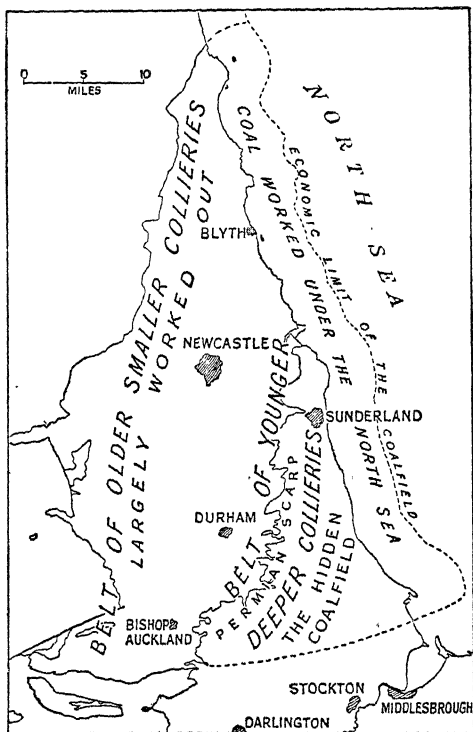 0 5 10
MILES
NORTH SEA
ECONOMIC LIMIT OF THE COALFIELD
COAL WORKED UNDER THE NORTH SEA
BELT OF OLDER SMALLER COLLIERIES
LARGELY WORKED OUT
BLYTH
NEWCASTLE
SUNDERLAND
BELT OF YOUNGER
DEEPER COLLIERIES
PERMIAN SCARP
THE HIDDEN
COALFIELD
DURHAM
BISHOP
AUCKLAND
STOCKTON
MIDDLESBROUGH
DARLINGTON